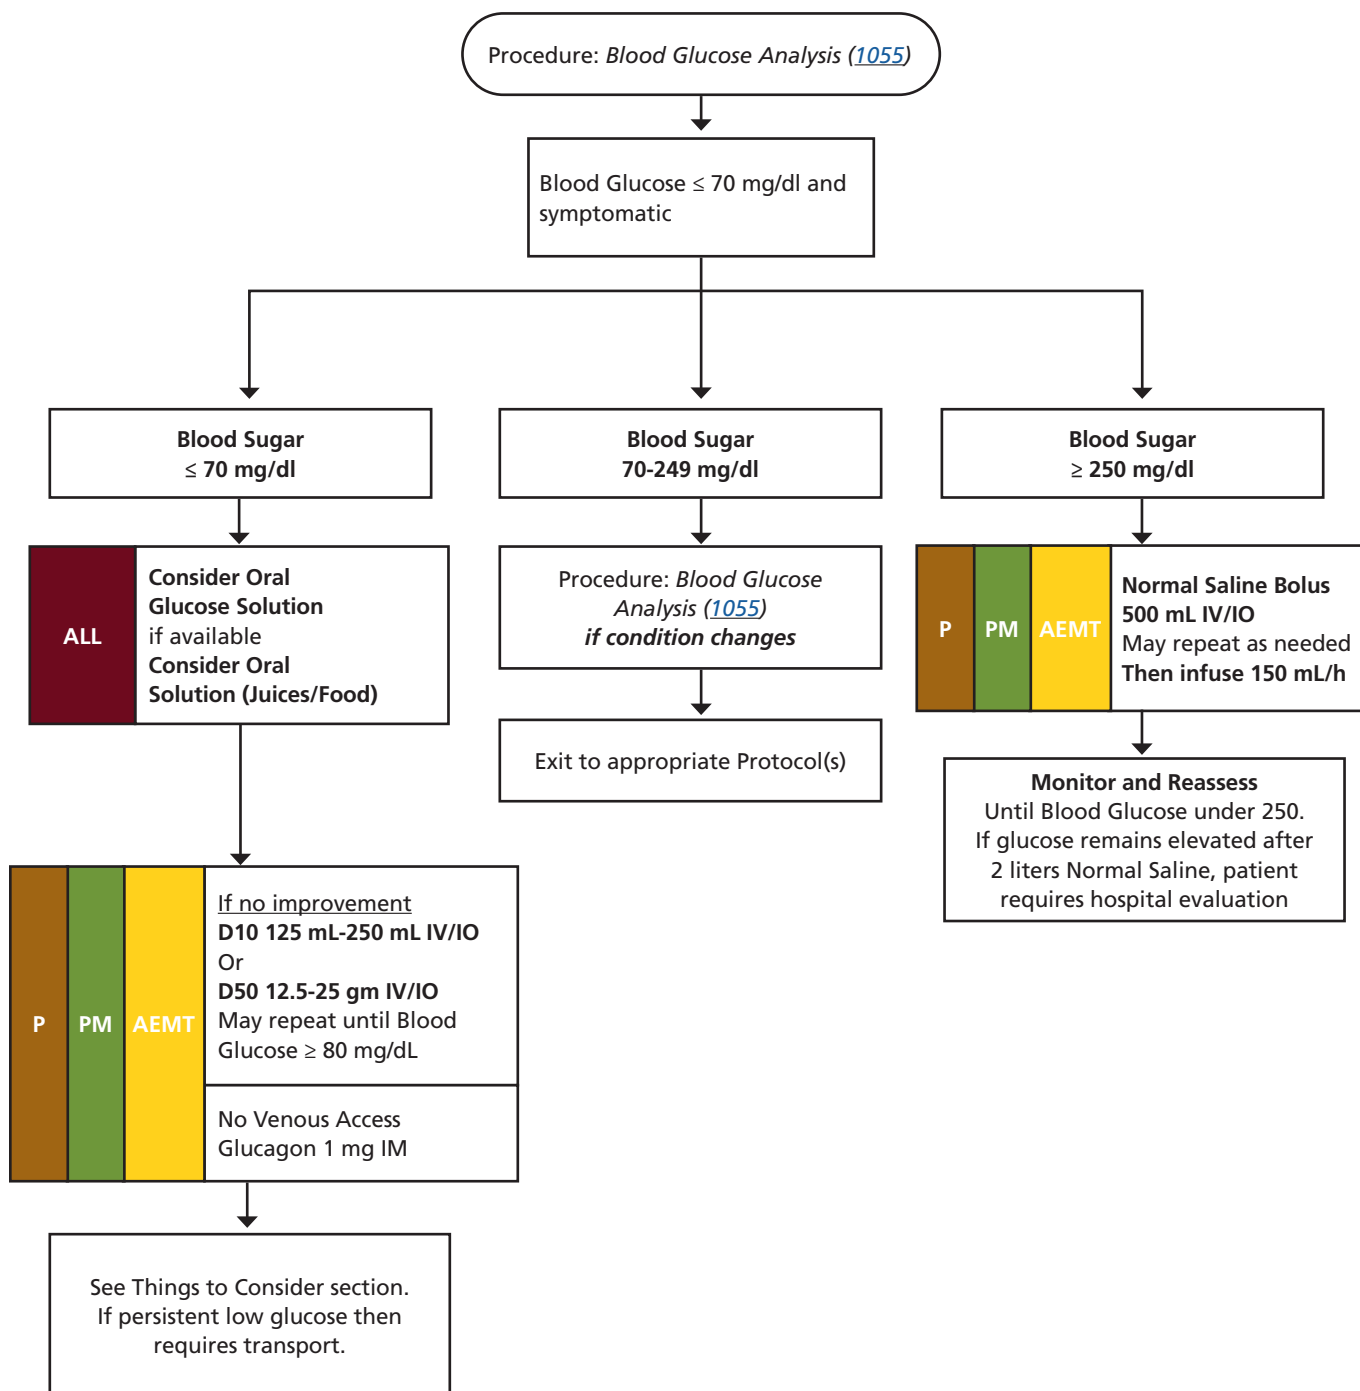 Procedure: Blood Glucose Analysis (1055)
Blood Glucose ≤ 70 mg/dl and
symptomatic
Blood Sugar
≤ 70 mg/dl
Blood Sugar
70-249 mg/dl
Blood Sugar
≥ 250 mg/dl
ALL
Consider Oral
Glucose Solution
if available
Consider Oral
Solution (Juices/Food)
Procedure: Blood Glucose
Analysis (1055)
if condition changes
P
PM
AEMT
Normal Saline Bolus
500 mL IV/IO
May repeat as needed
Then infuse 150 mL/h
Exit to appropriate Protocol(s)
Monitor and Reassess
Until Blood Glucose under 250.
If glucose remains elevated after
2 liters Normal Saline, patient
requires hospital evaluation
P
PM
AEMT
If no improvement
D10 125 mL-250 mL IV/IO
Or
D50 12.5-25 gm IV/IO
May repeat until Blood
Glucose ≥ 80 mg/dL
No Venous Access
Glucagon 1 mg IM
See Things to Consider section.
If persistent low glucose then
requires transport.